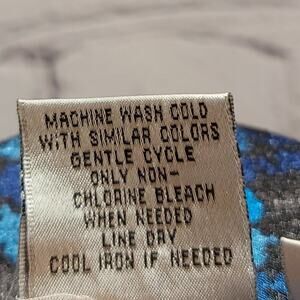 MACHINE WASH COLD
WITH SIMILAR COLORS
GENTLE CYCLE
ONLY NON-
CHLORINE BLEACH
WHEN NEEDED
LINE DRY
COOL IRON IF NEEDED